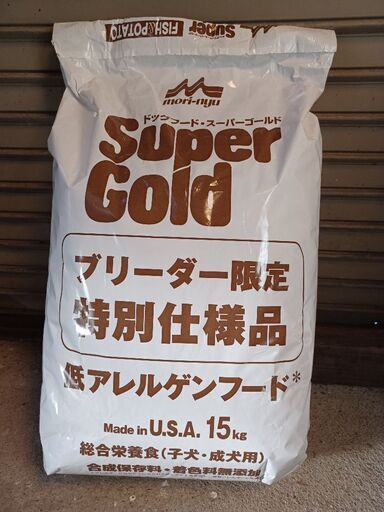 Super
FISH & POTATO
mori-nyu
ドッグフード・スーパーゴールド
Super
Gold
ブリーダー限定
特別仕様品
低アレルゲンフード*
Made in U.S.A. 15kg
総合栄養食(子犬・成犬用)
合成保存料・着色料無添加